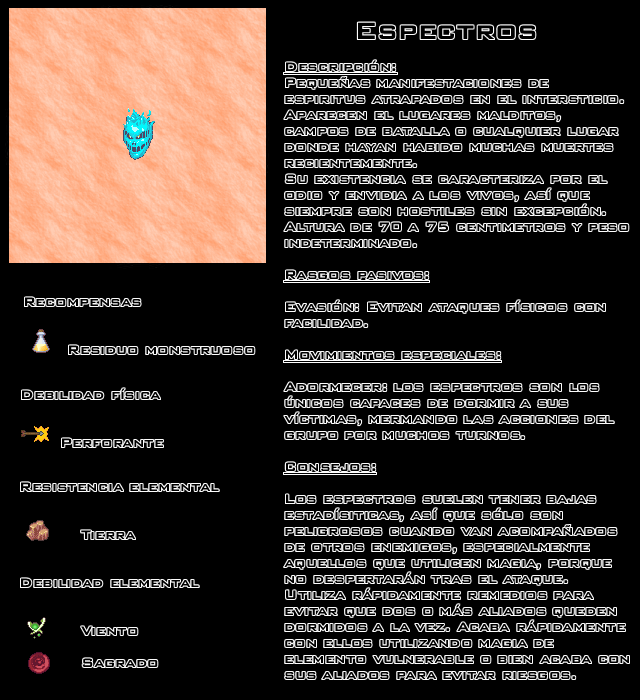 Espectros
Descripción:
Pequeñas manifestaciones de
espiritus atrapados en el intersticio.
Aparecen el lugares malditos,
campos de batalla o cualquier lugar
donde hayan habido muchas muertes
recientemente.
Su existencia se caracteriza por el
odio y envidia a los vivos, así que
siempre son hostiles sin excepción.
Altura de 70 a 75 centimetros y peso
indeterminado.
Rasgos pasivos:
Evasión: Evitan ataques físicos con
facilidad.
Movimientos especiales:
Adormecer: los espectros son los
únicos capaces de dormir a sus
víctimas, mermando las acciones del
grupo por muchos turnos.
Consejos:
Los espectros suelen tener bajas
estadísiticas, así que sólo son
peligrosos cuando van acompañados
de otros enemigos, especialmente
aquellos que utilicen magia, porque
no despertarán tras el ataque.
Utiliza rápidamente remedios para
evitar que dos o más aliados queden
dormidos a la vez. Acaba rápidamente
con ellos utilizando magia de
elemento vulnerable o bien acaba con
sus aliados para evitar riesgos.
Recompensas
Residuo monstruoso
Debilidad física
Perforante
Resistencia elemental
Tierra
Debilidad elemental
Viento
Sagrado